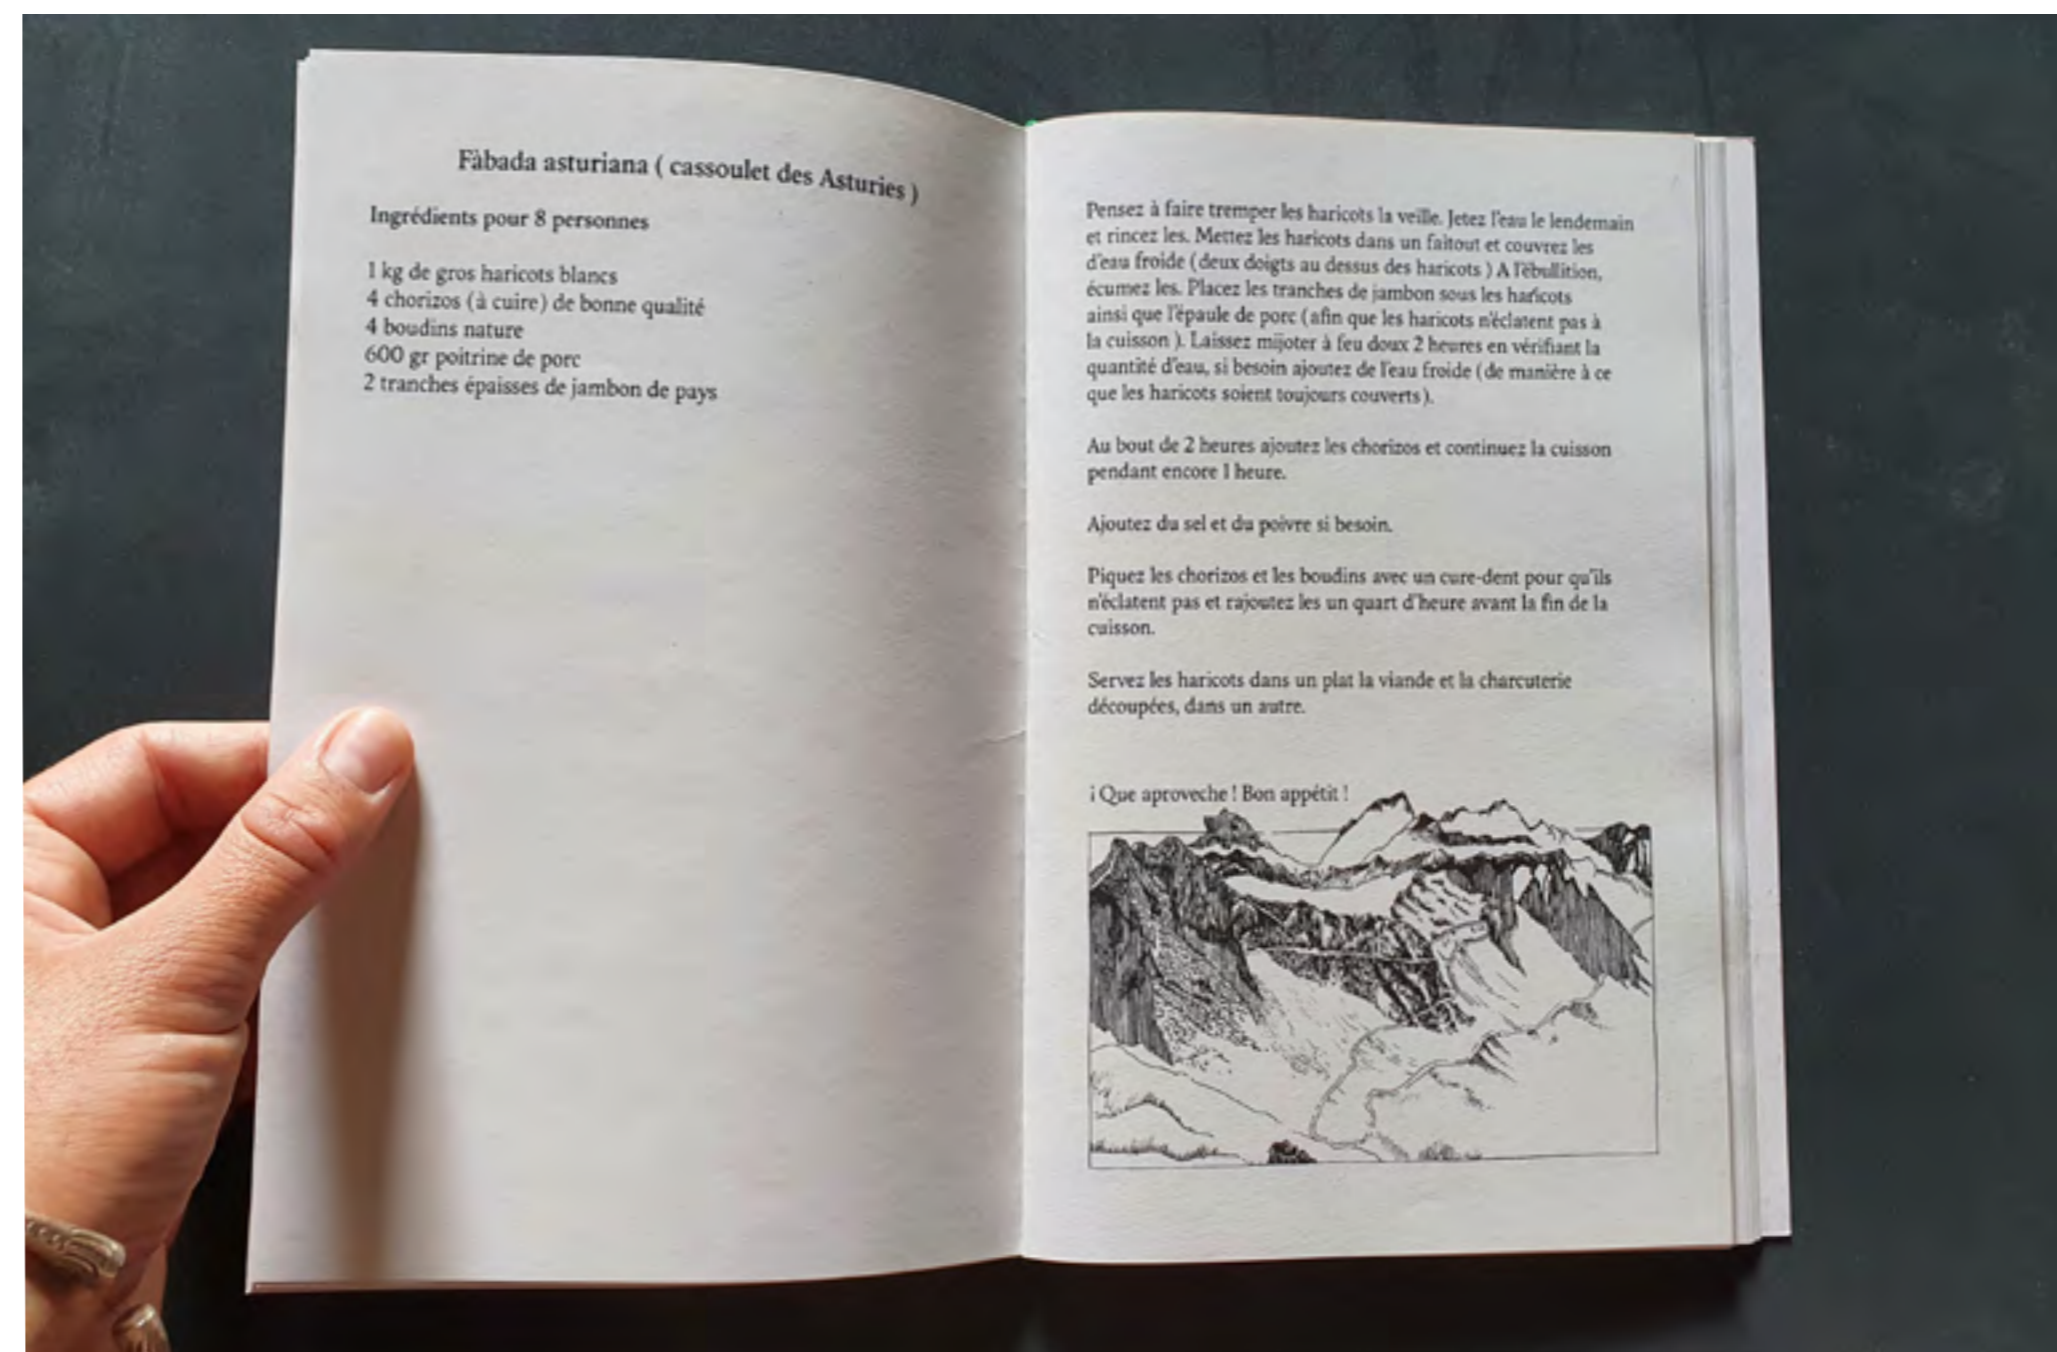 Fàbada asturiana ( cassoulet des Asturies )
Ingrédients pour 8 personnes
1 kg de gros haricots blancs
4 chorizos (à cuire) de bonne qualité
4 boudins nature
600 gr poitrine de porc
2 tranches épaisses de jambon de pays
Pensez à faire tremper les haricots la veille. Jetez l'eau le lendemain
et rincez les. Mettez les haricots dans un faitout et couvrez les
d'eau froide ( deux doigts au dessus des haricots ) A l'ébullition,
écumez les. Placez les tranches de jambon sous les haricots
ainsi que l'épaule de porc ( afin que les haricots n'éclatent pas à
la cuisson ). Laissez mijoter à feu doux 2 heures en vérifiant la
quantité d'eau, si besoin ajoutez de l'eau froide ( de manière à ce
que les haricots soient toujours couverts ).
Au bout de 2 heures ajoutez les chorizos et continuez la cuisson
pendant encore 1 heure.
Ajoutez du sel et du poivre si besoin.
Piquez les chorizos et les boudins avec un cure-dent pour qu'ils
n'éclatent pas et rajoutez les un quart d'heure avant la fin de la
cuisson.
Servez les haricots dans un plat la viande et la charcuterie
découpées, dans un autre.
¡ Que aproveche ! Bon appétit !